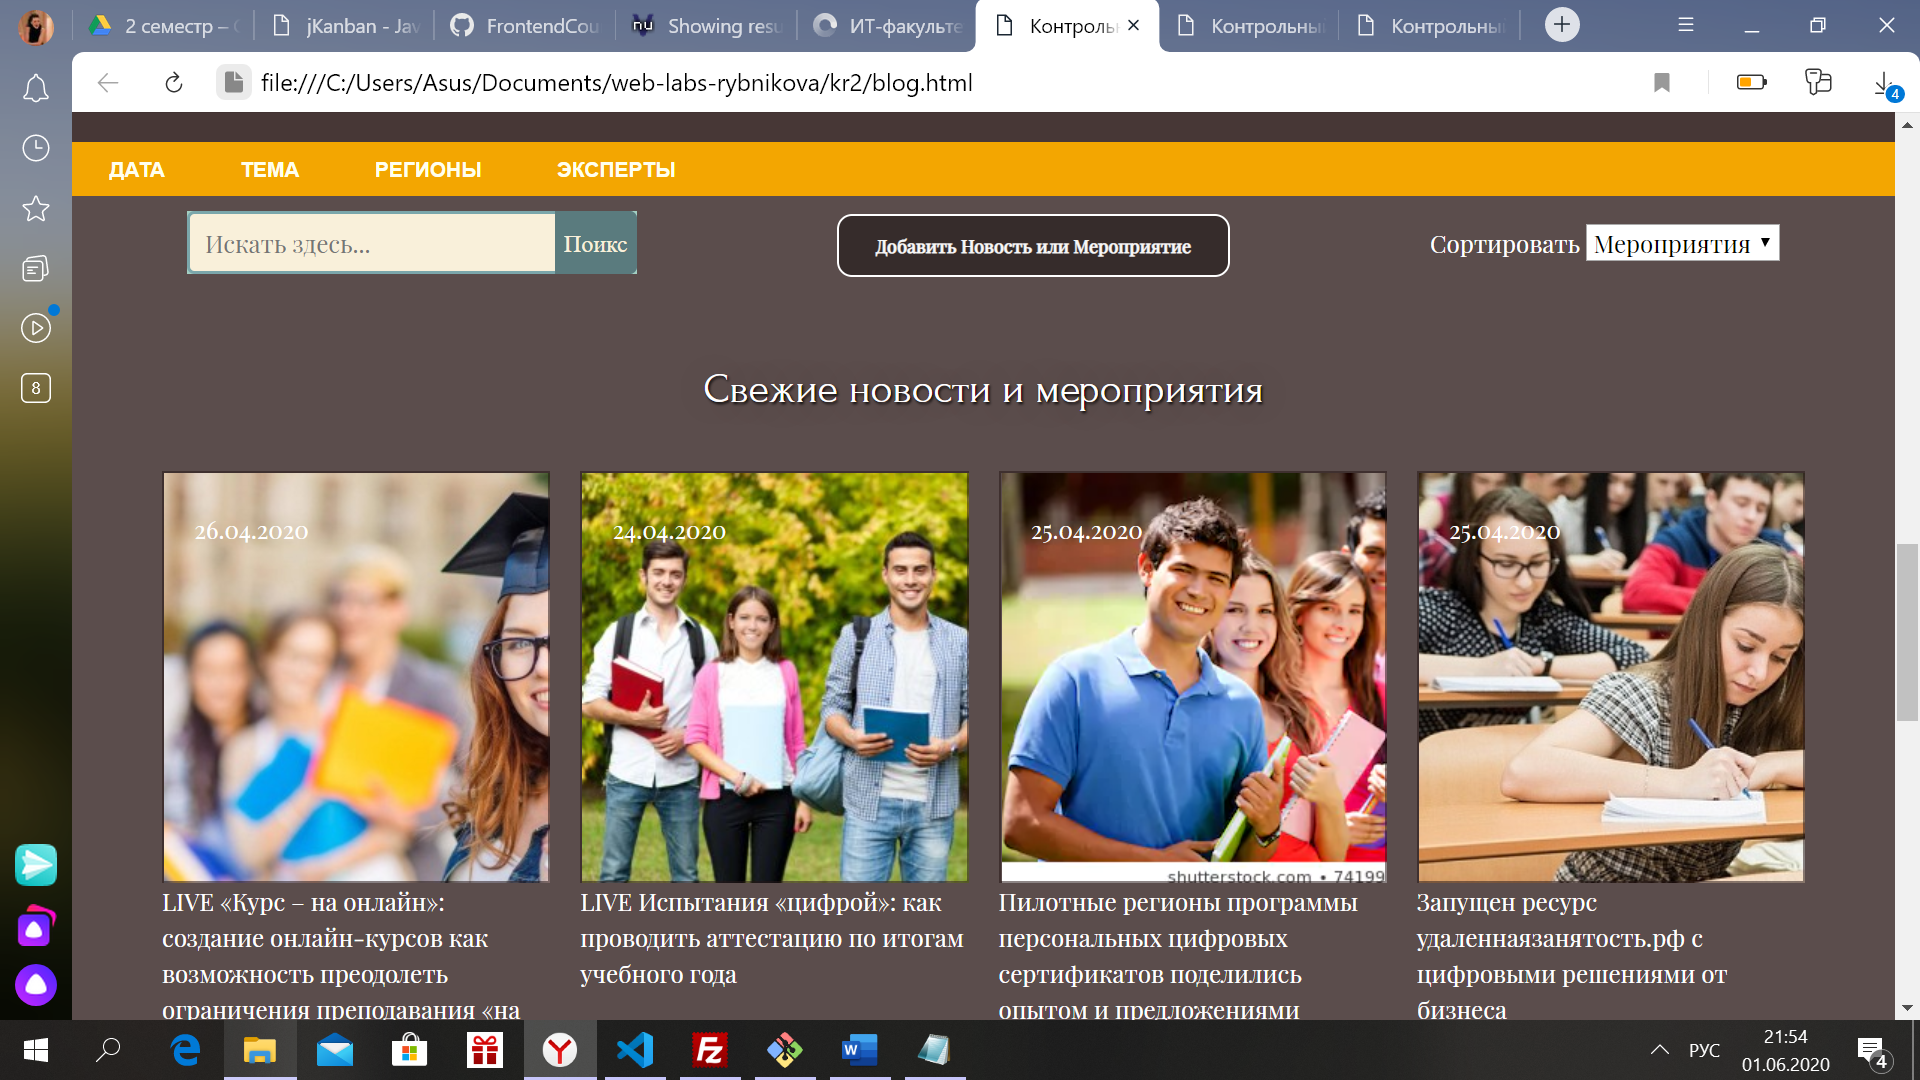 2 семестр –
jKanban - Jav
FrontendCou
Showing resu
ИТ-факульте
Контроль
Контрольный
Контрольный
file:///C:/Users/Asus/Documents/web-labs-rybnikova/kr2/blog.html
4
8
ДАТА ТЕМА РЕГИОНЫ ЭКСПЕРТЫ
Искать здесь...
Поикс
Добавить Новость или Мероприятие
Сортировать Мероприятия
Свежие новости и мероприятия
26.04.2020
LIVE «Курс – на онлайн»:
создание онлайн-курсов как
возможность преодолеть
ограничения преподавания «на
24.04.2020
LIVE Испытания «цифрой»: как
проводить аттестацию по итогам
учебного года
25.04.2020
shutterstock.com • 74199
Пилотные регионы программы
персональных цифровых
сертификатов поделились
опытом и предложениями
25.04.2020
Запущен ресурс
удаленнаязанятость.рф с
цифровыми решениями от
бизнеса
РУС
21:54
01.06.2020
4